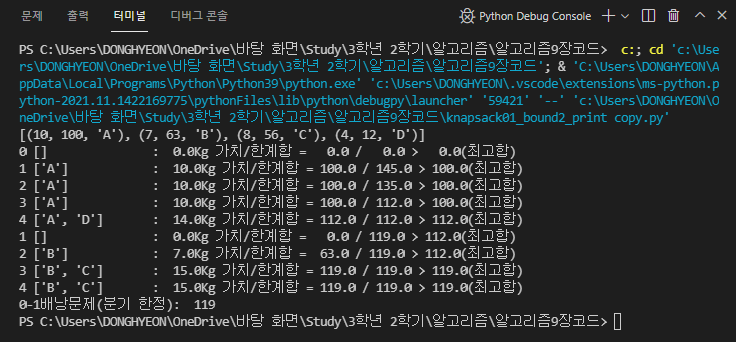 문제 출력 터미널 디버그 콘솔 Python Debug Console
PS C:\Users\DONGHYEON\OneDrive\바탕 화면\Study\3학년 2학기\알고리즘\알고리즘9장코드>  c:; cd 'c:\Use
rs\DONGHYEON\OneDrive\바탕 화면\Study\3학년 2학기\알고리즘\알고리즘9장코드'; & 'C:\Users\DONGHYEON\A
ppData\Local\Programs\Python\Python39\python.exe' 'c:\Users\DONGHYEON\.vscode\extensions\ms-python.py
thon-2021.11.1422169775\pythonFiles\lib\python\debugpy\launcher' '59421' '--' 'c:\Users\DONGHYEON\O
neDrive\바탕 화면\Study\3학년 2학기\알고리즘\알고리즘9장코드\knapsack01_bound2_print copy.py'
[(10, 100, 'A'), (7, 63, 'B'), (8, 56, 'C'), (4, 12, 'D')]
0 []           :  0.0Kg 가치/한계합 =   0.0 /   0.0 >   0.0(최고합)
1 ['A']        :  10.0Kg 가치/한계합 = 100.0 / 145.0 > 100.0(최고합)
2 ['A']        :  10.0Kg 가치/한계합 = 100.0 / 135.0 > 100.0(최고합)
3 ['A']        :  10.0Kg 가치/한계합 = 100.0 / 112.0 > 100.0(최고합)
4 ['A', 'D']   :  14.0Kg 가치/한계합 = 112.0 / 112.0 > 112.0(최고합)
1 []           :  0.0Kg 가치/한계합 =   0.0 / 119.0 > 112.0(최고합)
2 ['B']        :  7.0Kg 가치/한계합 =  63.0 / 119.0 > 112.0(최고합)
3 ['B', 'C']   :  15.0Kg 가치/한계합 = 119.0 / 119.0 > 119.0(최고합)
4 ['B', 'C']   :  15.0Kg 가치/한계합 = 119.0 / 119.0 > 119.0(최고합)
0-1배낭문제(분기 한정):  119
PS C:\Users\DONGHYEON\OneDrive\바탕 화면\Study\3학년 2학기\알고리즘\알고리즘9장코드>